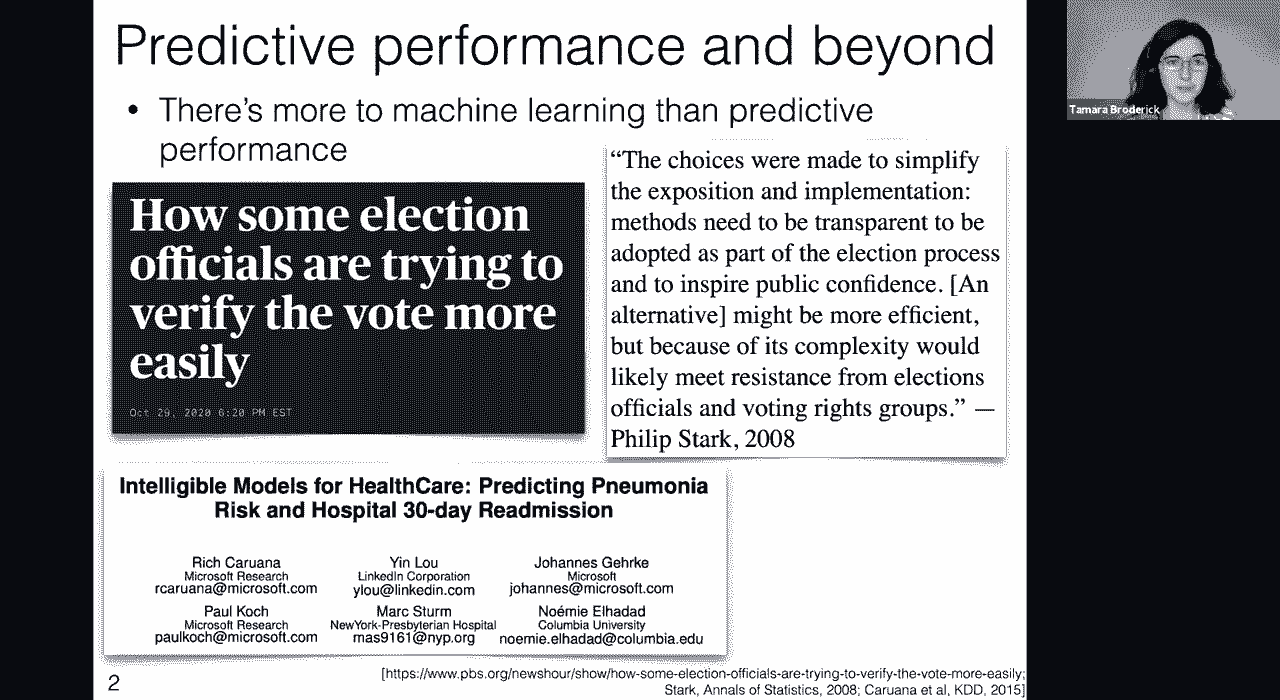 Predictive performance and beyond
• There's more to machine learning than predictive
performance
How some election
officials are trying to
verify the vote more
easily
Oct 29, 2020 6:20 PM EST
“The choices were made to simplify
the exposition and implementation:
methods need to be transparent to be
adopted as part of the election process
and to inspire public confidence. [An
alternative] might be more efficient,
but because of its complexity would
likely meet resistance from elections
officials and voting rights groups.” —
Philip Stark, 2008
Intelligible Models for HealthCare: Predicting Pneumonia
Risk and Hospital 30-day Readmission
Rich Caruana
Microsoft Research
rcaruana@microsoft.com
Yin Lou
LinkedIn Corporation
ylou@linkedin.com
Johannes Gehrke
Microsoft
johannes@microsoft.com
Paul Koch
Microsoft Research
paulkoch@microsoft.com
Marc Sturm
NewYork-Presbyterian Hospital
mas9161@nyp.org
Noémie Elhadad
Columbia University
noemie.elhadad@columbia.edu
[https://www.pbs.org/newshour/show/how-some-election-officials-are-trying-to-verify-the-vote-more-easily;
Stark, Annals of Statistics, 2008; Caruana et al, KDD, 2015]
2
Tamara Broderick